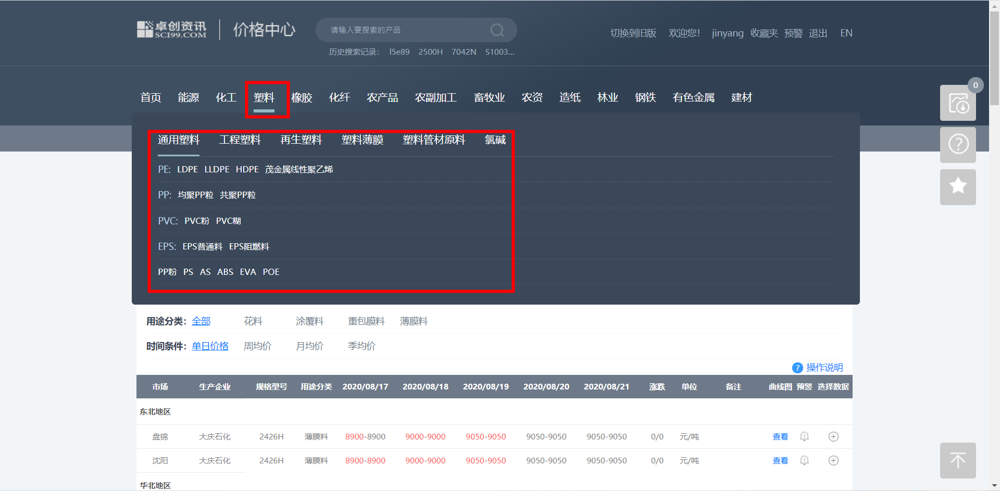 卓创资讯 SCI99.COM 价格中心
请输入要搜索的产品
切换到旧版 欢迎您! jinyang 收藏夹 预警 退出 EN
历史搜索记录: l5e89 2500H 7042N S1003...
首页 能源 化工 塑料 橡胶 化纤 农产品 农副加工 畜牧业 农资 造纸 林业 钢铁 有色金属 建材
0
通用塑料 工程塑料 再生塑料 塑料薄膜 塑料管材原料 氯碱
PE: LDPE LLDPE HDPE 茂金属线性聚乙烯
PP: 均聚PP粒 共聚PP粒
PVC: PVC粉 PVC糊
EPS: EPS普通料 EPS阻燃料
PP粉 PS AS ABS EVA POE
用途分类: 全部 花料 涂覆料 重包膜料 薄膜料
时间条件: 单日价格 周均价 月均价 季均价
? 操作说明
市场 生产企业 规格型号 用途分类 2020/08/17 2020/08/18 2020/08/19 2020/08/20 2020/08/21 涨跌 单位 备注 曲线图 预警 选择数据
东北地区
盘锦 大庆石化 2426H 薄膜料 8900-8900 9000-9000 9050-9050 9050-9050 9050-9050 0/0 元/吨 查看
沈阳 大庆石化 2426H 薄膜料 8900-8900 9000-9000 9050-9050 9050-9050 9050-9050 0/0 元/吨 查看
华北地区